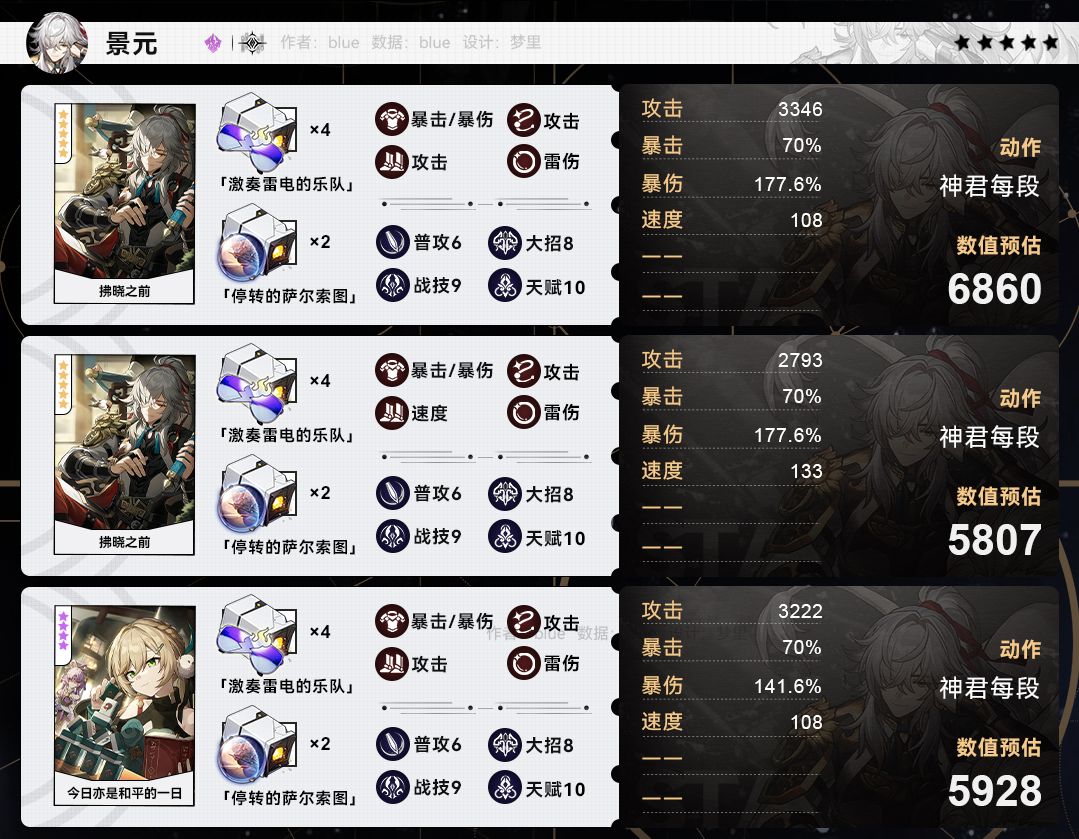 景元
作者：blue 数据：blue 设计：梦里
拂晓之前
×4
「激奏雷电的乐队」
×2
「停转的萨尔索图」
暴击/暴伤
攻击
攻击
雷伤
普攻6
大招8
战技9
天赋10
攻击 3346
暴击 70%
暴伤 177.6%
速度 108
——
——
动作
神君每段
数值预估
6860
拂晓之前
×4
「激奏雷电的乐队」
×2
「停转的萨尔索图」
暴击/暴伤
攻击
速度
雷伤
普攻6
大招8
战技9
天赋10
攻击 2793
暴击 70%
暴伤 177.6%
速度 133
——
——
动作
神君每段
数值预估
5807
今日亦是和平的一日
×4
「激奏雷电的乐队」
×2
「停转的萨尔索图」
暴击/暴伤
攻击
攻击
雷伤
普攻6
大招8
战技9
天赋10
攻击 3222
暴击 70%
暴伤 141.6%
速度 108
——
——
动作
神君每段
数值预估
5928